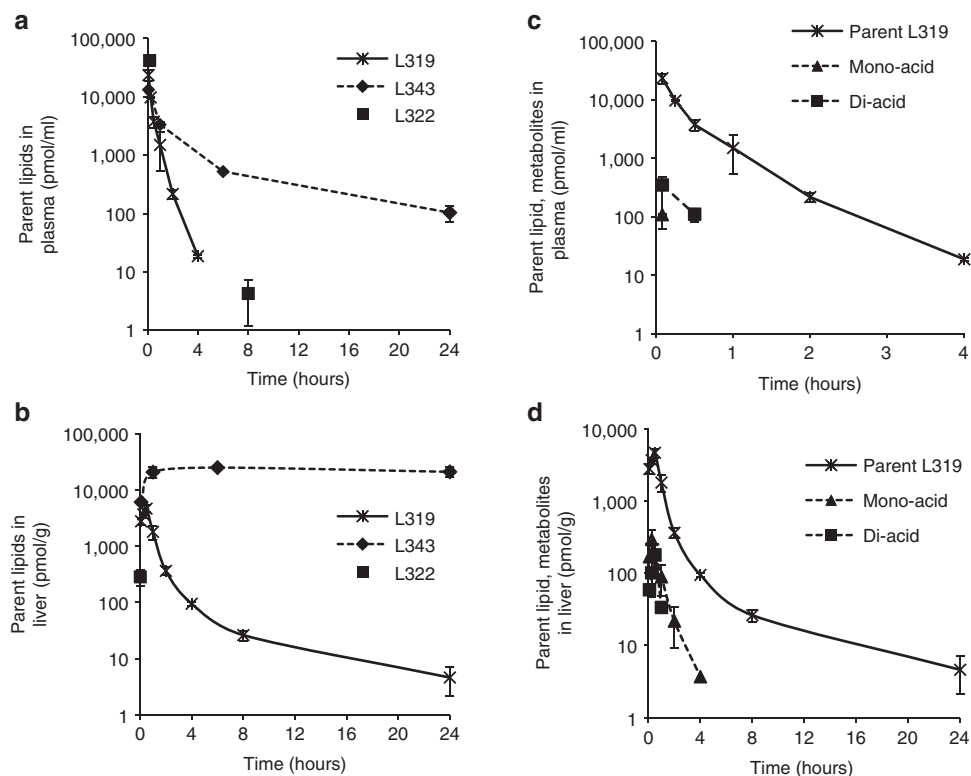 a
100,000
10,000
1,000
100
10
1
Parent lipids in
plasma (pmol/ml)
0
4
8
12
16
20
24
Time (hours)
L319
L343
L322
b
100,000
10,000
1,000
100
10
1
Parent lipids in
liver (pmol/g)
0
4
8
12
16
20
24
Time (hours)
L319
L343
L322
c
100,000
10,000
1,000
100
10
1
Parent lipid, metabolites in
plasma (pmol/ml)
0
1
2
3
4
Time (hours)
Parent L319
Mono-acid
Di-acid
d
10,000
1,000
100
10
1
Parent lipid, metabolites
in liver (pmol/g)
0
4
8
12
16
20
24
Time (hours)
Parent L319
Mono-acid
Di-acid